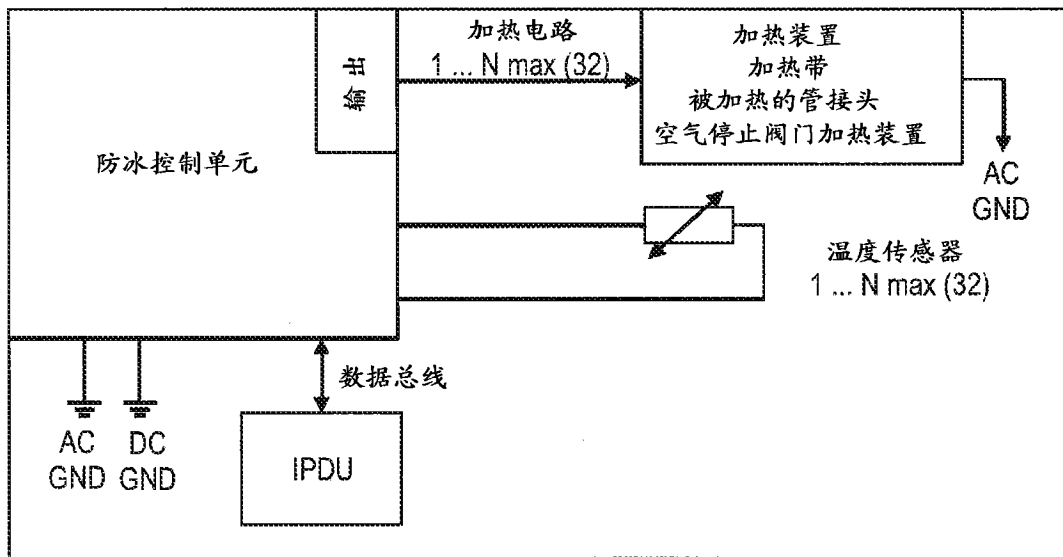 加热电路
1 ... N max (32)
输出
加热装置
加热带
被加热的管接头
空气停止阀门加热装置
防冰控制单元
AC
GND
温度传感器
1 ... N max (32)
数据总线
AC
GND
DC
GND
IPDU